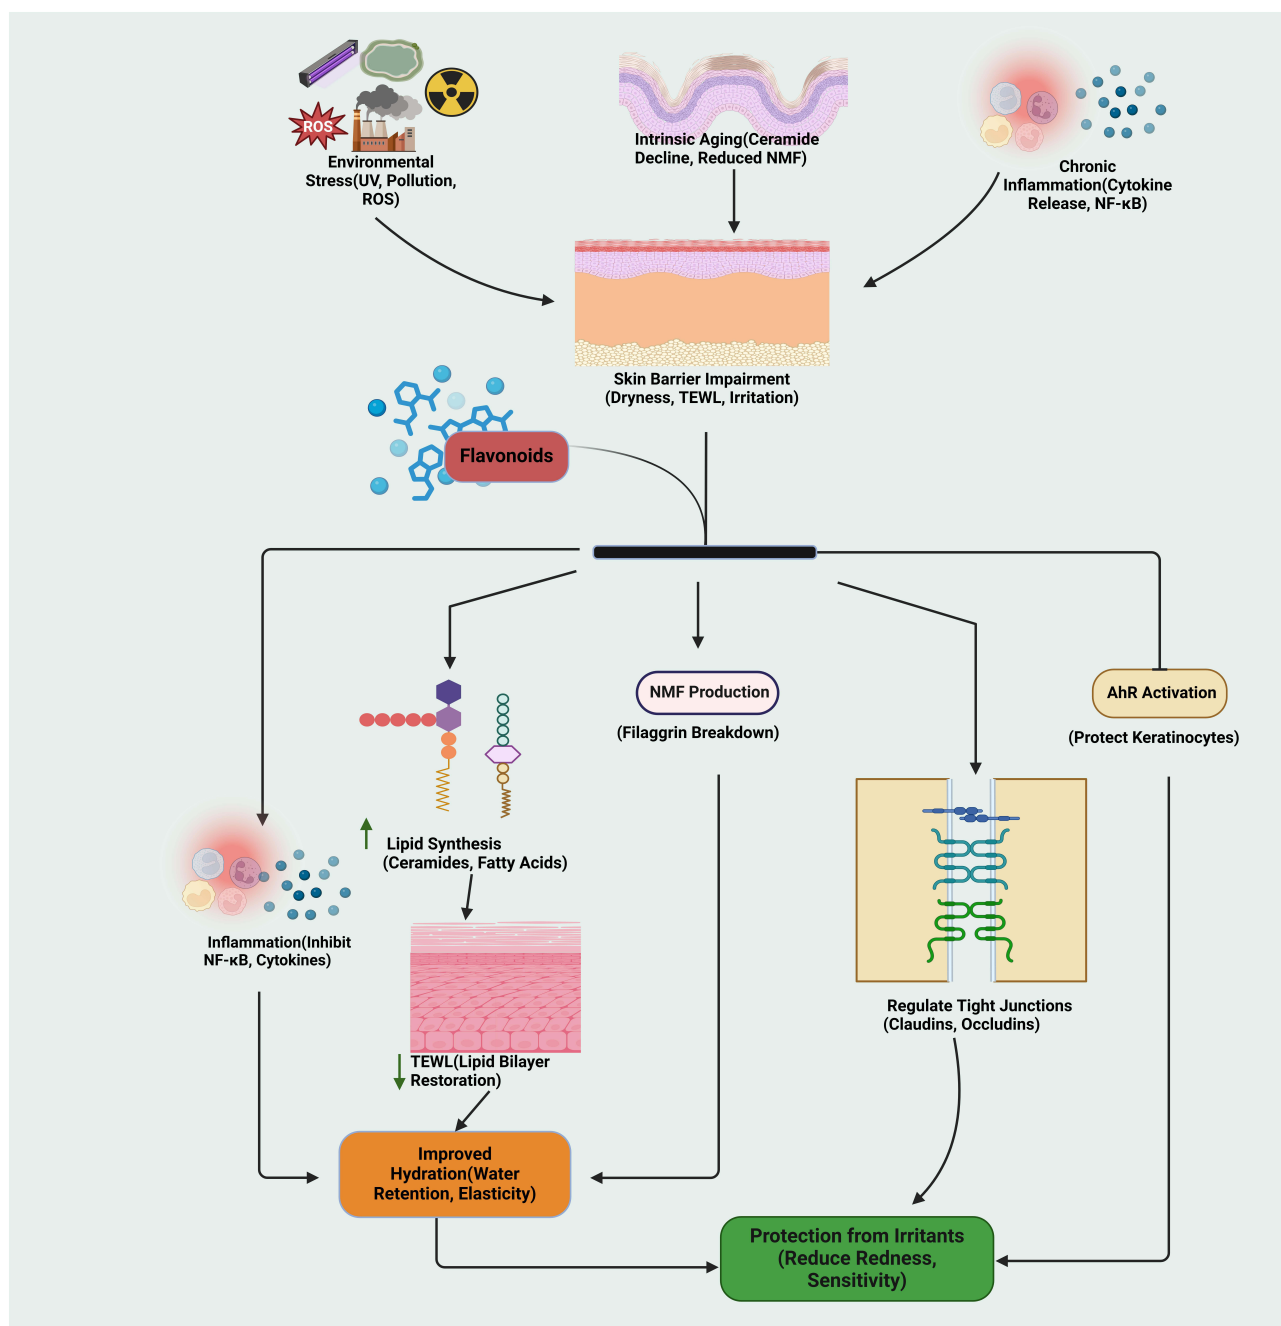 ROS
Environmental
Stress(UV, Pollution,
ROS)
Intrinsic Aging(Ceramide
Decline, Reduced NMF)
Chronic
Inflammation(Cytokine
Release, NF-κB)
Skin Barrier Impairment
(Dryness, TEWL, Irritation)
Flavonoids
NMF Production
(Filaggrin Breakdown)
AhR Activation
(Protect Keratinocytes)
Lipid Synthesis
(Ceramides, Fatty Acids)
Inflammation(Inhibit
NF-κB, Cytokines)
Regulate Tight Junctions
(Claudins, Occludins)
TEWL(Lipid Bilayer
Restoration)
Improved
Hydration(Water
Retention, Elasticity)
Protection from Irritants
(Reduce Redness,
Sensitivity)